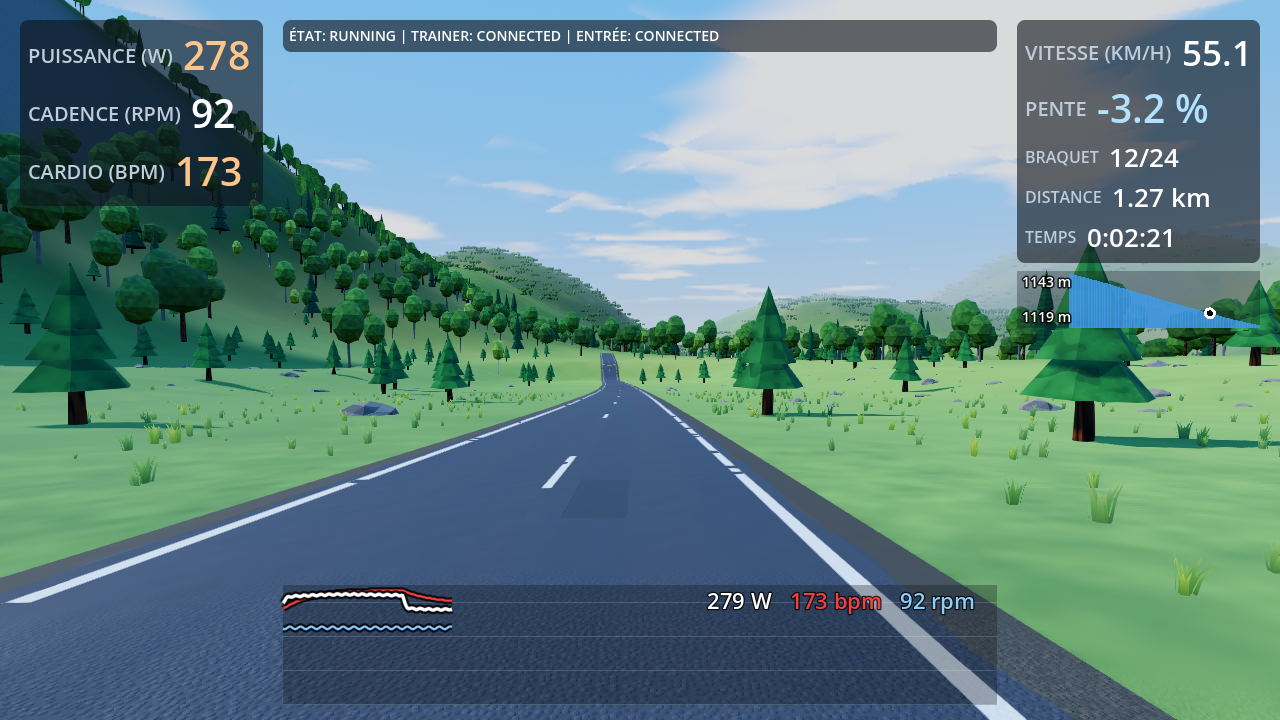 PUISSANCE (W) 278
CADENCE (RPM) 92
CARDIO (BPM) 173
ÉTAT: RUNNING | TRAINER: CONNECTED | ENTRÉE: CONNECTED
VITESSE (KM/H) 55.1
PENTE -3.2 %
BRAQUET 12/24
DISTANCE 1.27 km
TEMPS 0:02:21
1143 m
1119 m
279 W 173 bpm 92 rpm